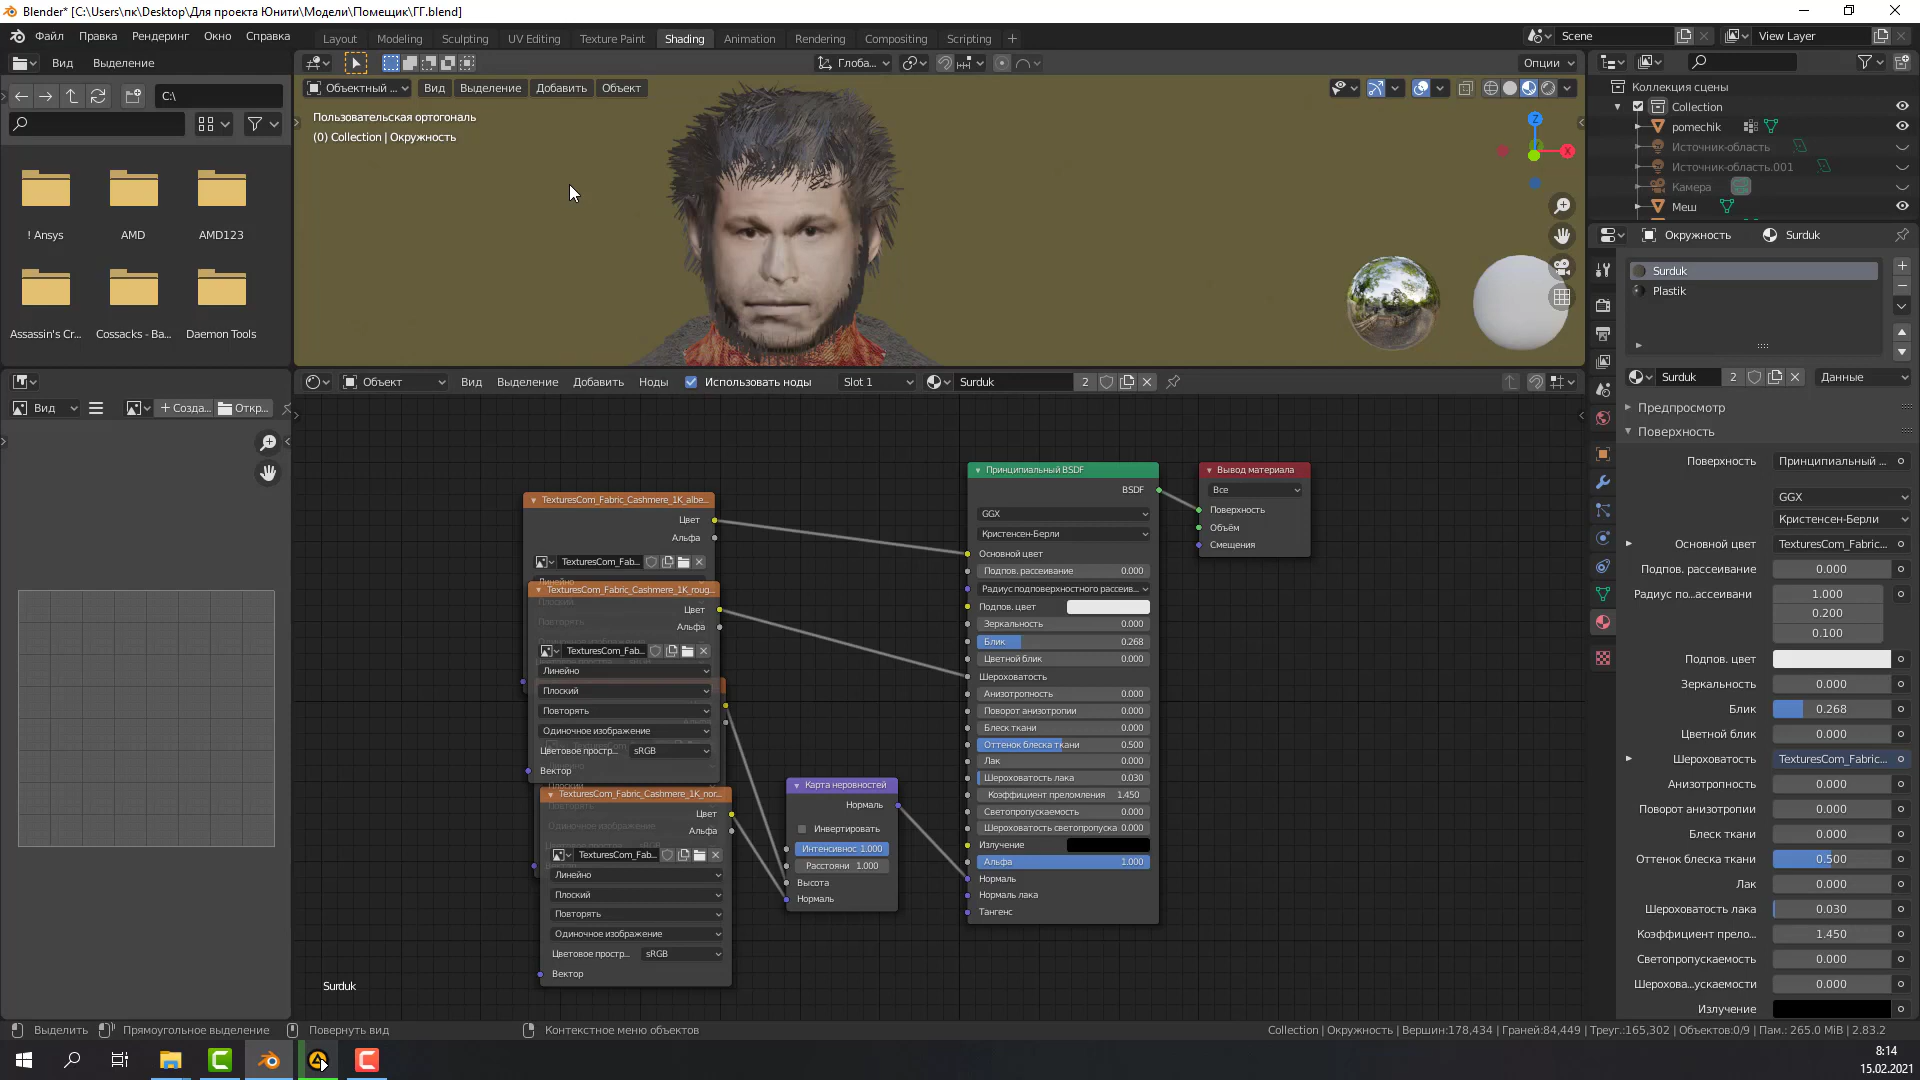 Blender* [C:\Users\пк\Desktop\Для проекта Юнити\Модели\Помещик\ГГ.blend]
Файл Правка Рендеринг Окно Справка
Layout Modeling Sculpting UV Editing Texture Paint Shading Animation Rendering Compositing Scripting
Scene View Layer
Вид Выделение
Глоба...
Опции
C:\
! Ansys AMD AMD123
Assassin's Cr... Cossacks - Ba... Daemon Tools
Объектный ... Вид Выделение Добавить Объект
Пользовательская ортогональ
(0) Collection | Окружность
Z
X
Коллекция сцены
Collection
pomechik
Источник-область
Источник-область.001
Камера
Меш
Окружность Surduk
Surduk
Plastik
Surduk 2 Данные
Предпросмотр
Поверхность
Поверхность Принципиальный ...
GGX
Кристенсен-Берли
Основной цвет TexturesCom_Fabric...
Подпов. рассеивание 0.000
Радиус по...ассеивани 1.000
0.200
0.100
Подпов. цвет
Зеркальность 0.000
Блик 0.268
Цветной блик 0.000
Шероховатость TexturesCom_Fabric...
Анизотропность 0.000
Поворот анизотропии 0.000
Блеск ткани 0.000
Оттенок блеска ткани 0.500
Лак 0.000
Шероховатость лака 0.030
Коэффициент прело... 1.450
Светопропускаемость 0.000
Шерохова...ускаемости 0.000
Излучение
Вид
Созда... Откр...
Объект Вид Выделение Добавить Ноды Использовать ноды Slot 1 Surduk 2
TexturesCom_Fabric_Cashmere_1K_albe...
Цвет
Альфа
TexturesCom_Fab...
Линейно
TexturesCom_Fabric_Cashmere_1K_roug...
Цвет
Альфа
TexturesCom_Fab...
Линейно
Плоский
Повторять
Одиночное изображение
Цветовое простр... sRGB
Вектор
TexturesCom_Fabric_Cashmere_1K_nor...
Цвет
Альфа
TexturesCom_Fab...
Линейно
Плоский
Повторять
Одиночное изображение
Цветовое простр... sRGB
Вектор
Карта неровностей
Нормаль
Инвертировать
Интенсивнос 1.000
Расстояни 1.000
Высота
Нормаль
Принципиальный BSDF
BSDF
GGX
Кристенсен-Берли
Основной цвет
Подпов. рассеивание 0.000
Радиус подповерхностного рассеив...
Подпов. цвет
Зеркальность 0.000
Блик 0.268
Цветной блик 0.000
Шероховатость
Анизотропность 0.000
Поворот анизотропии 0.000
Блеск ткани 0.000
Оттенок блеска ткани 0.500
Лак 0.000
Шероховатость лака 0.030
Коэффициент преломления 1.450
Светопропускаемость 0.000
Шероховатость светопропуска 0.000
Излучение
Альфа 1.000
Нормаль
Нормаль лака
Тангенс
Вывод материала
Все
Поверхность
Объём
Смещения
Surduk
Выделить Прямоугольное выделение Повернуть вид Контекстное меню объектов
Collection | Окружность | Вершин:178,434 | Граней:84,449 | Треуг.:165,302 | Объектов:0/9 | Пам.: 265.0 MiB | 2.83.2
8:14
15.02.2021